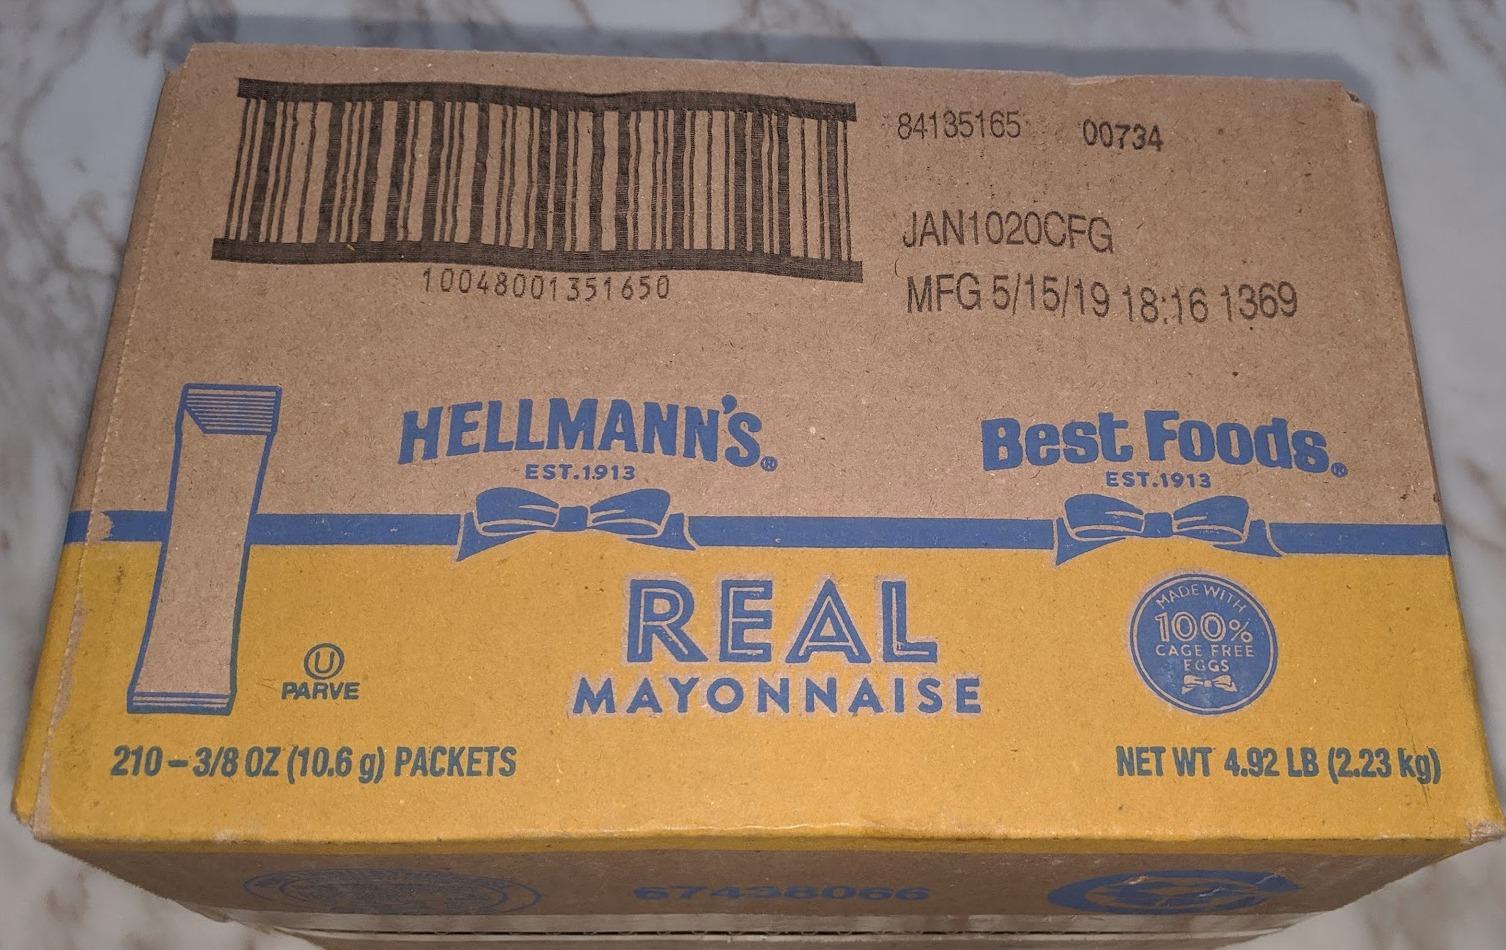 84135165 00734
JAN1020CFG
MFG 5/15/19 18:16 1369
10048001351650
HELLMANN'S®
EST.1913
Best Foods®
EST.1913
REAL
MAYONNAISE
MADE WITH
100%
CAGE FREE
EGGS
U
PARVE
210 – 3/8 OZ (10.6 g) PACKETS
NET WT 4.92 LB (2.23 kg)
67438066